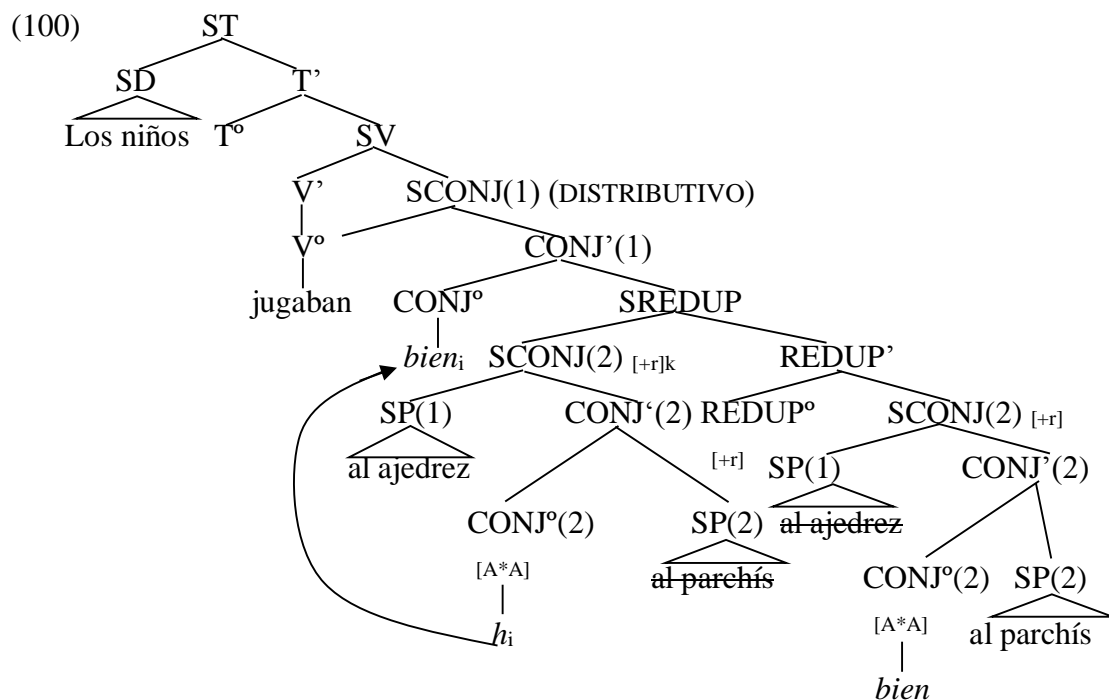 (100) ST
SD T’
Los niños Tº SV
V’ SCONJ(1) (DISTRIBUTIVO)
Vº CONJ’(1)
jugaban CONJº SREDUP
bieni SCONJ(2) [+r]k REDUP’
SP(1) CONJ‘(2) REDUPº SCONJ(2) [+r]
al ajedrez [+r] SP(1) CONJ’(2)
CONJº(2) SP(2) al ajedrez
[A*A] al parchís CONJº(2) SP(2)
hi [A*A] al parchís
bien